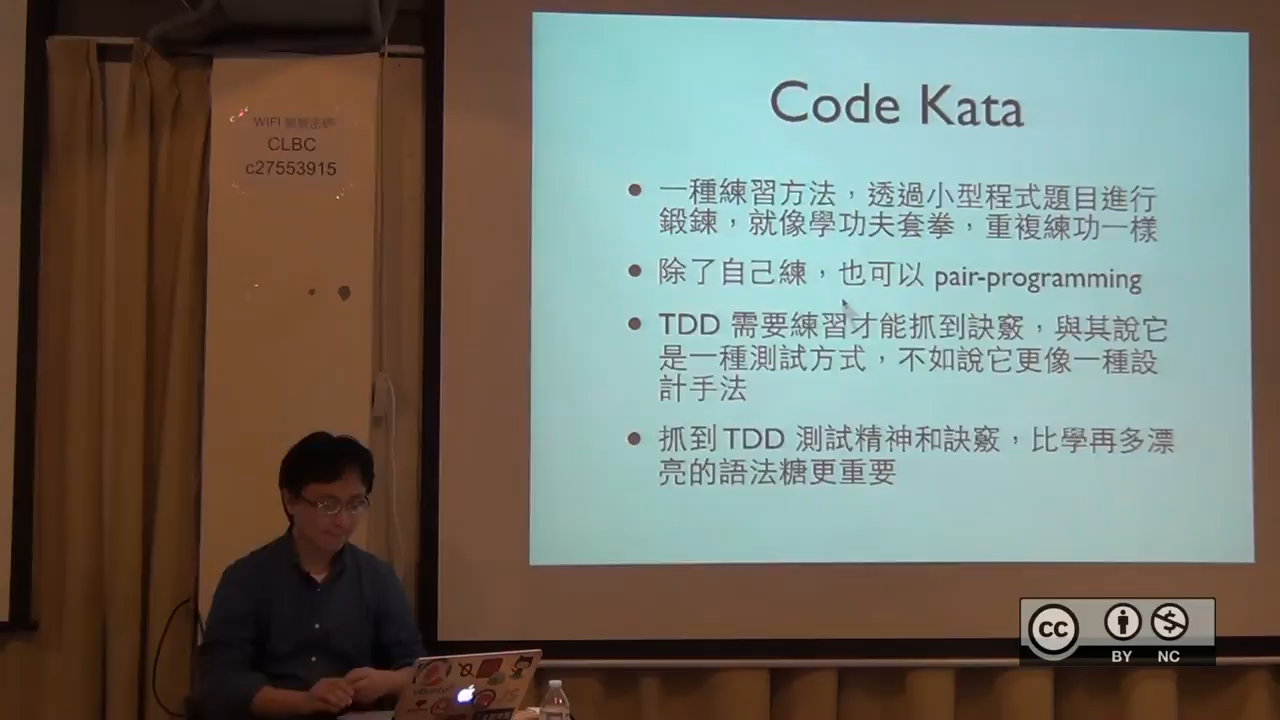 WIFI
CLBC
c27553915
Code Kata
一種練習方法，透過小型程式題目進行
鍛鍊，就像學功夫套拳，重複練功一樣
除了自己練，也可以 pair-programming
TDD 需要練習才能抓到訣竅，與其說它
是一種測試方式，不如說它更像一種設
計手法
抓到 TDD 測試精神和訣竅，比學再多漂
亮的語法糖更重要
ubuntu
CC
BY NC